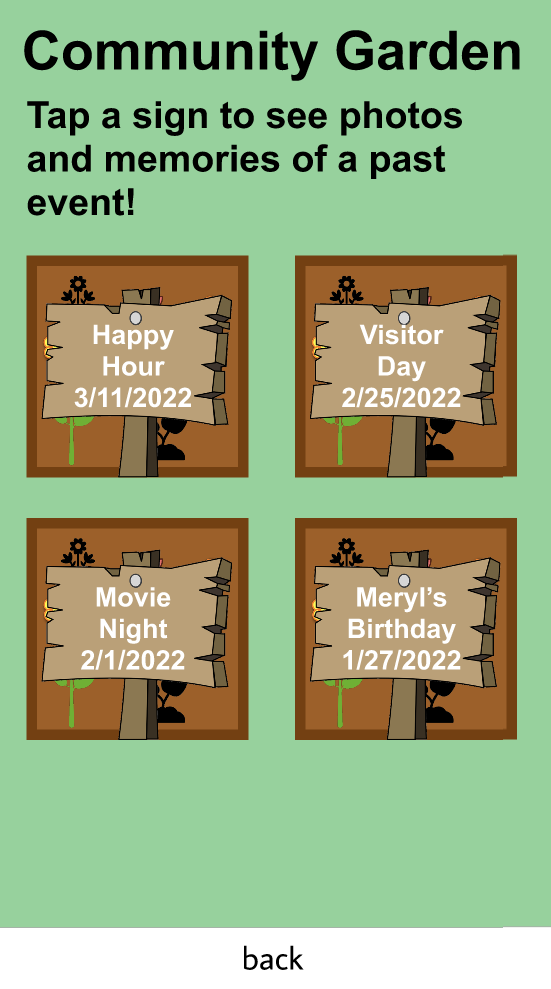 Community Garden
Tap a sign to see photos
and memories of a past
event!
Happy
Hour
3/11/2022
Visitor
Day
2/25/2022
Movie
Night
2/1/2022
Meryl’s
Birthday
1/27/2022
back